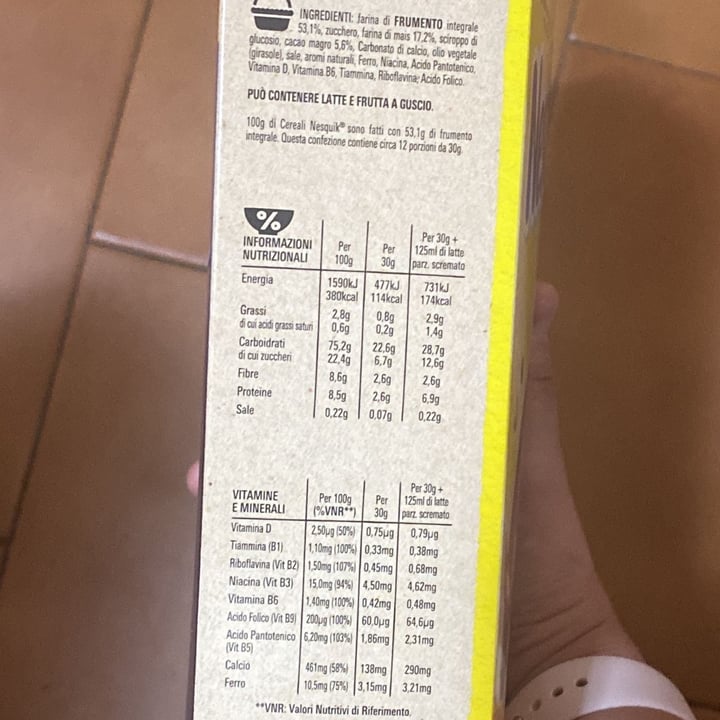 INGREDIENTI: farina di FRUMENTO integrale
53,1%, zucchero, farina di mais 17,2%, sciroppo di
glucosio, cacao magro 5,6%, Carbonato di calcio, olio vegetale
(girasole), sale, aromi naturali, Ferro, Niacina, Acido Pantotenico,
Vitamina D, Vitamina B6, Tiammina, Riboflavina, Acido Folico.
PUÒ CONTENERE LATTE E FRUTTA A GUSCIO.
100g di Cereali Nesquik® sono fatti con 53,1g di frumento
integrale. Questa confezione contiene circa 12 porzioni da 30g.
%
INFORMAZIONI NUTRIZIONALI Per 100g Per 30g Per 30g + 125ml di latte parz. scremato
Energia 1590kJ 477kJ 731kJ
380kcal 114kcal 174kcal
Grassi 2,8g 0,8g 2,9g
di cui acidi grassi saturi 0,6g 0,2g 1,4g
Carboidrati 75,2g 22,6g 28,7g
di cui zuccheri 22,4g 6,7g 12,6g
Fibre 8,6g 2,6g 2,6g
Proteine 8,5g 2,6g 6,9g
Sale 0,22g 0,07g 0,22g
VITAMINE E MINERALI Per 100g (%VNR**) Per 30g Per 30g + 125ml di latte parz. scremato
Vitamina D 2,50µg (50%) 0,75µg 0,79µg
Tiammina (B1) 1,10mg (100%) 0,33mg 0,38mg
Riboflavina (Vit B2) 1,50mg (107%) 0,45mg 0,68mg
Niacina (Vit B3) 15,0mg (94%) 4,50mg 4,62mg
Vitamina B6 1,40mg (100%) 0,42mg 0,48mg
Acido Folico (Vit B9) 200µg (100%) 60,0µg 64,6µg
Acido Pantotenico (Vit B5) 6,20mg (103%) 1,86mg 2,31mg
Calcio 461mg (58%) 138mg 290mg
Ferro 10,5mg (75%) 3,15mg 3,21mg
**VNR: Valori Nutritivi di Riferimento.